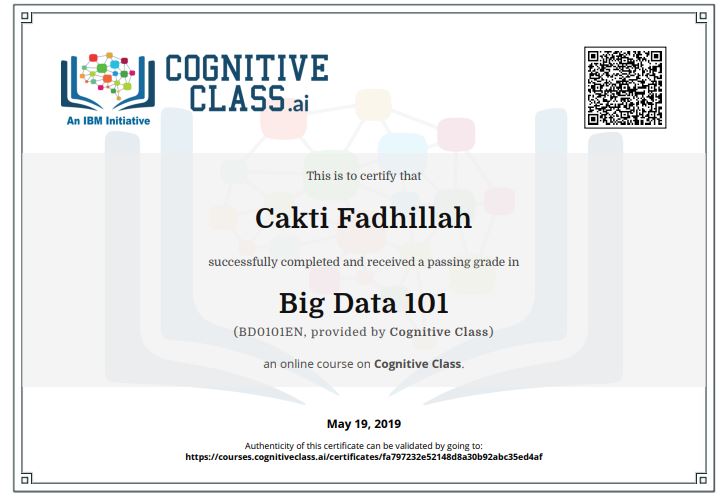 COGNITIVE
CLASS.ai
An IBM Initiative
This is to certify that
Cakti Fadhillah
successfully completed and received a passing grade in
Big Data 101
(BD0101EN, provided by Cognitive Class)
an online course on Cognitive Class.
May 19, 2019
Authenticity of this certificate can be validated by going to:
https://courses.cognitiveclass.ai/certificates/fa797232e52148d8a30b92abc35ed4af